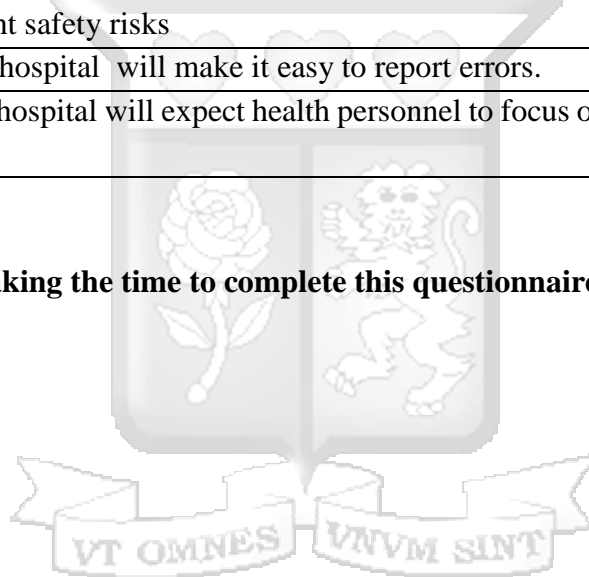 nt safety risks
hospital will make it easy to report errors.
hospital will expect health personnel to focus o
king the time to complete this questionnaire
VT OMNES VNVM SINT